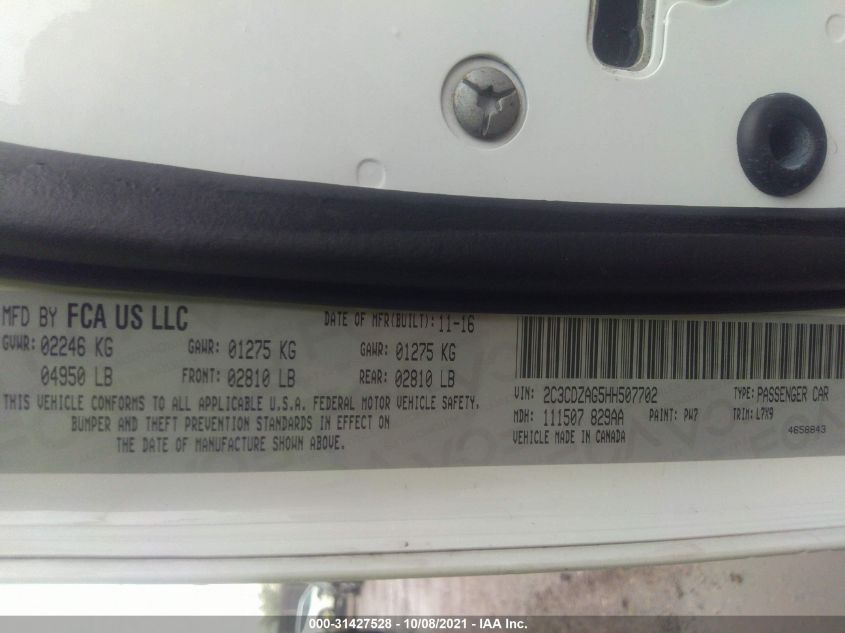 MFD BY FCA US LLC
DATE OF MFR(BUILT): 11-16
GVWR: 02246 KG GAWR: 01275 KG GAWR: 01275 KG
04950 LB FRONT: 02810 LB REAR: 02810 LB
THIS VEHICLE CONFORMS TO ALL APPLICABLE U.S.A. FEDERAL MOTOR VEHICLE SAFETY,
BUMPER AND THEFT PREVENTION STANDARDS IN EFFECT ON
THE DATE OF MANUFACTURE SHOWN ABOVE.
VIN: 2C3CDZAG5HH507702 TYPE: PASSENGER CAR
MDH: 111507 829AA PAINT: PW7 TRIM: L7X9
VEHICLE MADE IN CANADA
4658843
000-31427528 - 10/08/2021 - IAA Inc.